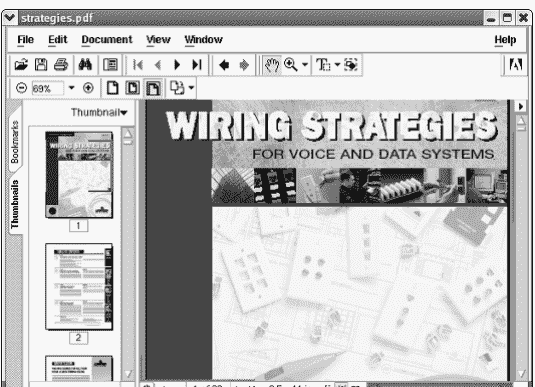 strategies.pdf
File Edit Document View Window Help
69%
Bookmarks
Thumbnails
Thumbnail
WIRING STRATEGIES
FOR VOICE AND DATA SYSTEMS
1
2